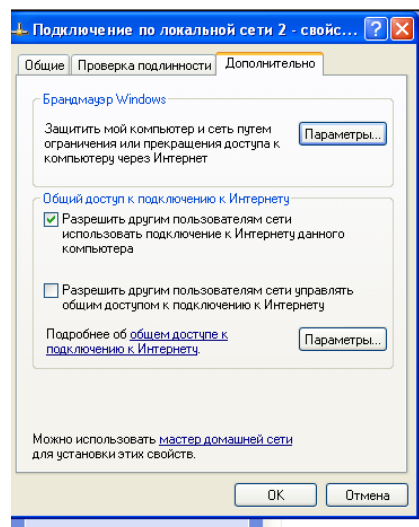 Подключение по локальной сети 2 - свойс...
Общие Проверка подлинности Дополнительно
Брандмауэр Windows
Защитить мой компьютер и сеть путем
ограничения или прекращения доступа к
компьютеру через Интернет
Параметры...
Общий доступ к подключению к Интернету
Разрешить другим пользователям сети
использовать подключение к Интернету данного
компьютера
Разрешить другим пользователям сети управлять
общим доступом к подключению к Интернету
Подробнее об общем доступе к
подключению к Интернету.
Параметры...
Можно использовать мастер домашней сети
для установки этих свойств.
OK Отмена